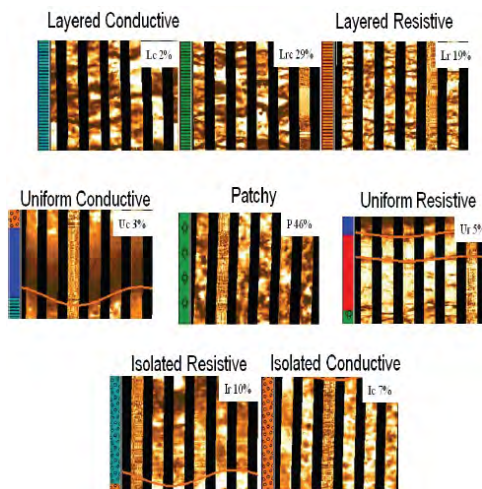 Layered Conductive
Layered Resistive
Lc 2%
Lrc 29%
Lr 19%
Uniform Conductive
Patchy
Uniform Resistive
Uc 3%
P 46%
Ur 5%
Isolated Resistive
Isolated Conductive
Ir 10%
Ic 7%